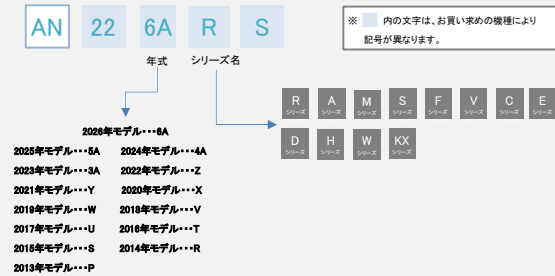 AN 22 6A R S
※ 内の文字は、お買い求めの機種により
記号が異なります。
年式 シリーズ名
2026年モデル・・・6A
2025年モデル・・・5A 2024年モデル・・・4A
2023年モデル・・・3A 2022年モデル・・・Z
2021年モデル・・・Y 2020年モデル・・・X
2019年モデル・・・W 2018年モデル・・・V
2017年モデル・・・U 2016年モデル・・・T
2015年モデル・・・S 2014年モデル・・・R
2013年モデル・・・P
R A M S F V C E
シリーズ シリーズ シリーズ シリーズ シリーズ シリーズ シリーズ シリーズ
D H W KX
シリーズ シリーズ シリーズ シリーズ